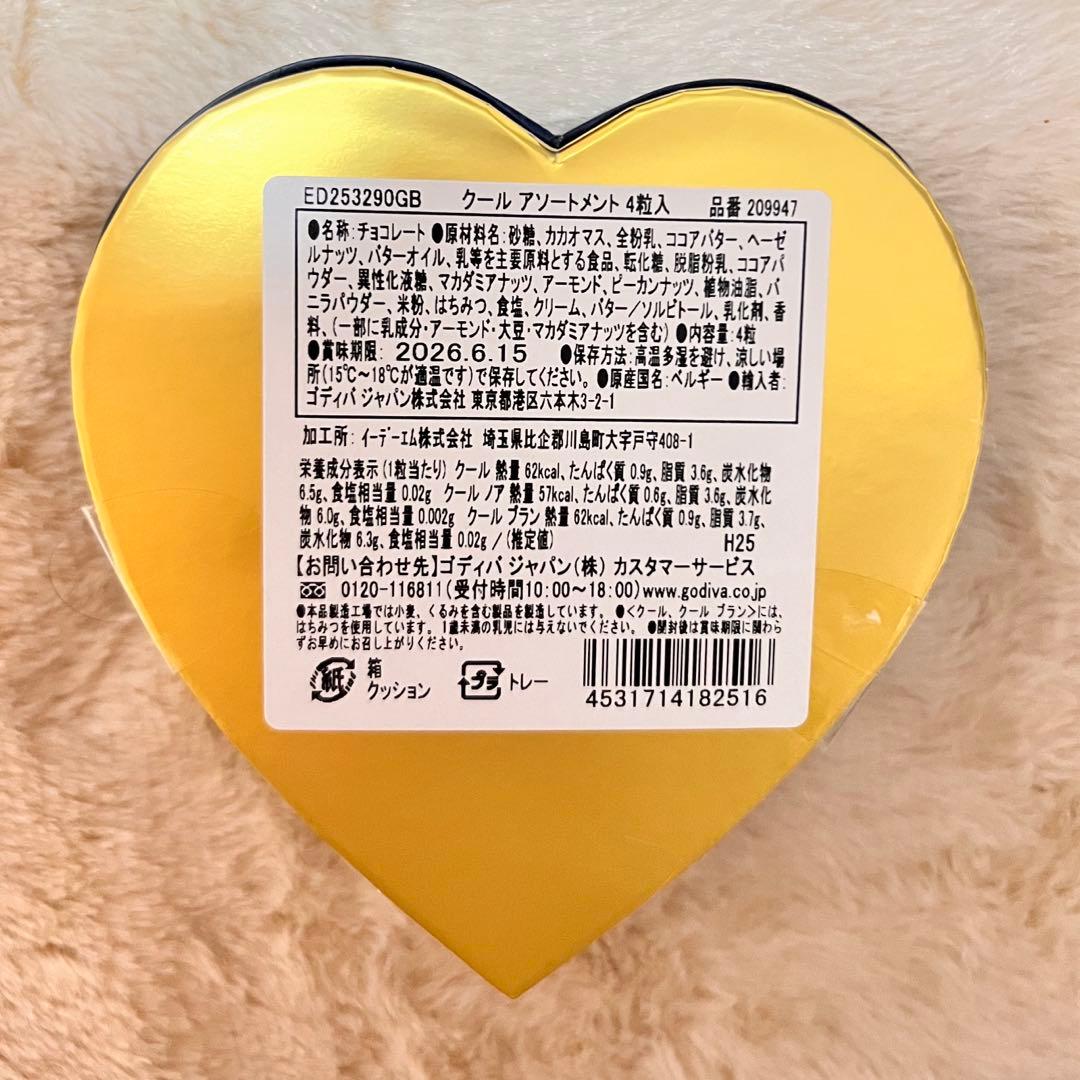 ED253290GB クール アソートメント 4粒入 品番 209947
●名称:チョコレート ●原材料名:砂糖、カカオマス、全粉乳、ココアバター、ヘーゼ
ルナッツ、バターオイル、乳等を主要原料とする食品、転化糖、脱脂粉乳、ココアパ
ウダー、異性化液糖、マカダミアナッツ、アーモンド、ピーカンナッツ、植物油脂、バ
ニラパウダー、米粉、はちみつ、食塩、クリーム、バター/ソルビトール、乳化剤、香
料、(一部に乳成分・アーモンド・大豆・マカダミアナッツを含む) ●内容量:4粒
●賞味期限: 2026.6.15 ●保存方法:高温多湿を避け、涼しい場
所(15℃〜18℃が適温です)で保存してください。●原産国名:ベルギー ●輸入者:
ゴディバ ジャパン株式会社 東京都港区六本木3-2-1
加工所: イーデーエム株式会社 埼玉県比企郡川島町大字戸守408-1
栄養成分表示(1粒当たり) クール 熱量 62kcal、たんぱく質 0.9g、脂質 3.6g、炭水化物
6.5g、食塩相当量 0.02g クール ノア 熱量 57kcal、たんぱく質 0.6g、脂質 3.6g、炭水化
物 6.0g、食塩相当量 0.002g クール ブラン 熱量 62kcal、たんぱく質 0.9g、脂質 3.7g、
炭水化物 6.3g、食塩相当量 0.02g /(推定値) H25
【お問い合わせ先】ゴディバ ジャパン(株) カスタマーサービス
0120-116811(受付時間10:00〜18:00)www.godiva.co.jp
●本品製造工場では小麦、くるみを含む製品を製造しています。 ●<クール、クール ブラン>には、
はちみつを使用しています。1歳未満の乳児には与えないでください。 ●開封後は賞味期限に関わら
ずお早めにお召し上がりください。
紙 箱 クッション プラ トレー
4531714182516